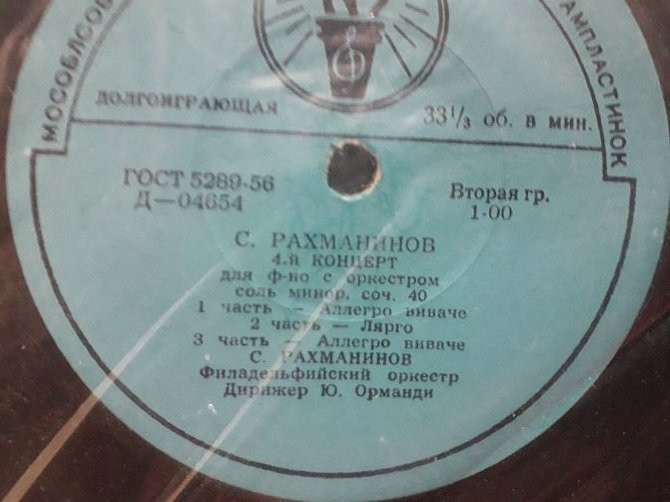 МОСОБЛСОВ
АМПЛАСТИНОК
ДОЛГОИГРАЮЩАЯ
33 1/3 об. в мин.
ГОСТ 5289-56
Д—04654
Вторая гр.
1-00
С. РАХМАНИНОВ
4-й КОНЦЕРТ
для ф-но с оркестром
соль минор, соч. 40
1 часть — Аллегро виваче
2 часть — Лярго
3 часть — Аллегро виваче
С. РАХМАНИНОВ
Филадельфийский оркестр
Дирижер Ю. Орманди